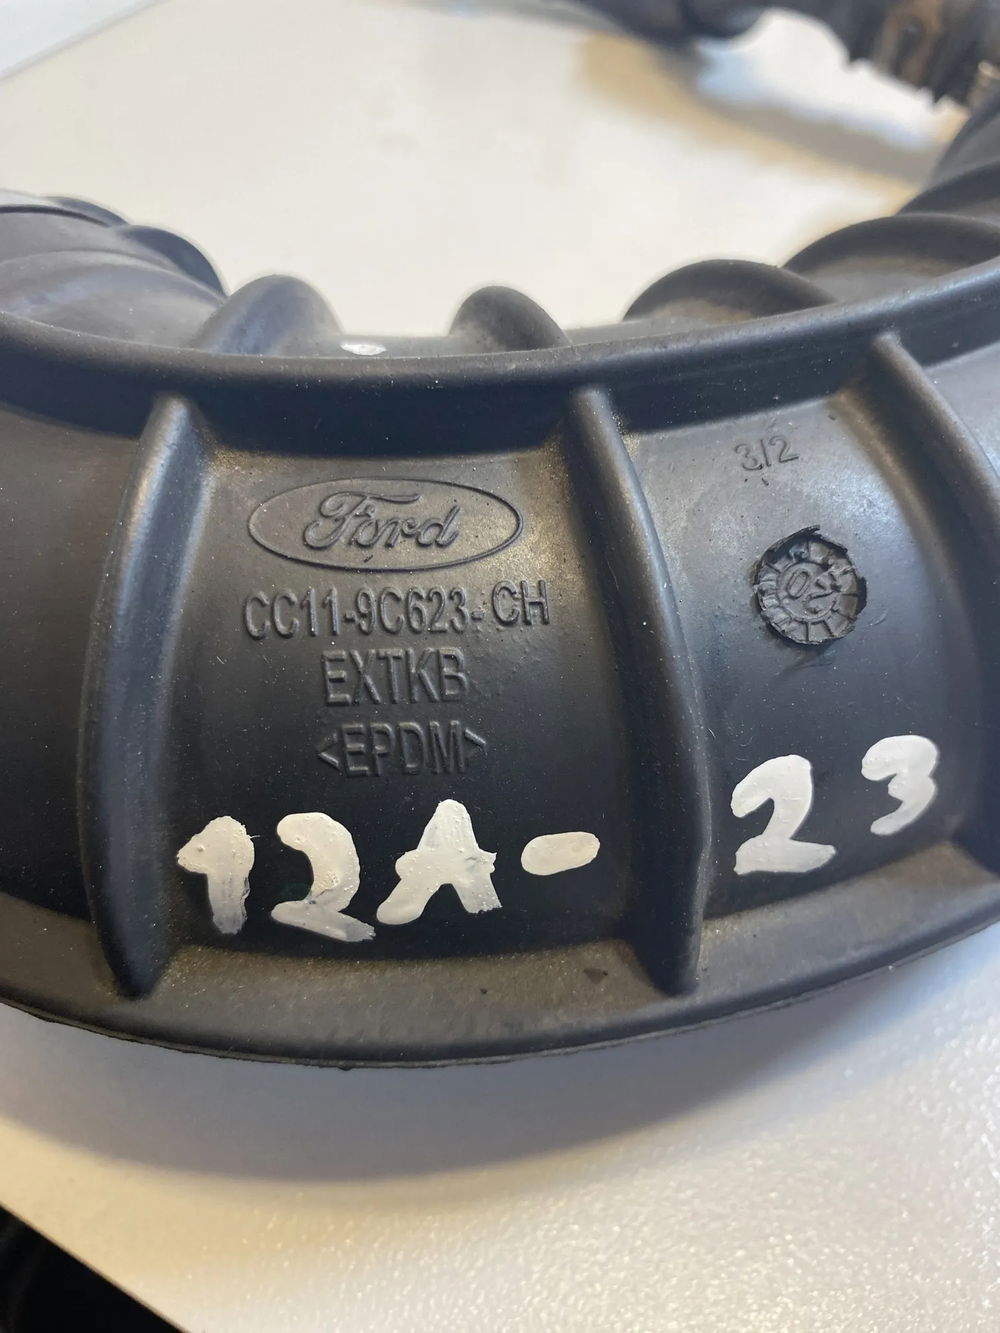 Ford
CC11-9C623-CH
EXTKB
>EPDM<
3/2
12A-23